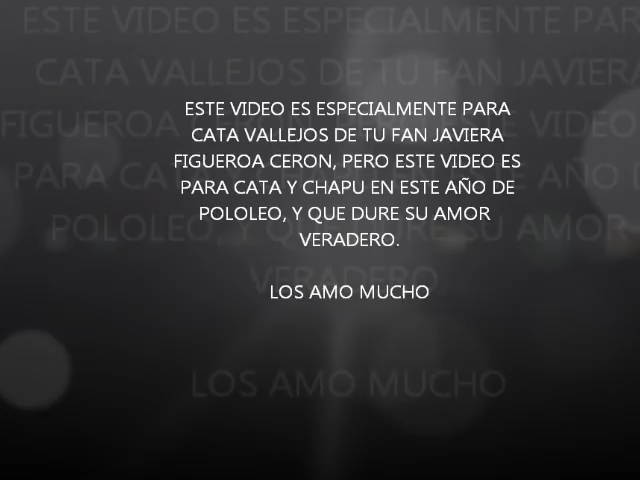 ESTE VIDEO ES ESPECIALMENTE PARA
CATA VALLEJOS DE TU FAN JAVIERA
FIGUEROA CERON, PERO ESTE VIDEO ES
PARA CATA Y CHAPU EN ESTE AÑO DE
POLOLEO, Y QUE DURE SU AMOR
VERADERO.
LOS AMO MUCHO